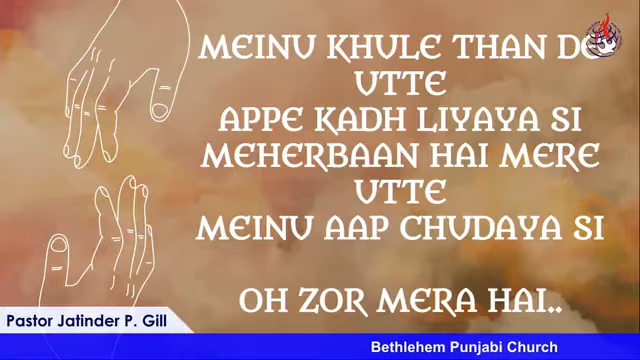 MEINU KHULE THAN DE
UTTE
APPE KADH LIYAYA SI
MEHERBAAN HAI MERE
UTTE
MEINU AAP CHUDAYA SI
OH ZOR MERA HAI..
Pastor Jatinder P. Gill
Bethlehem Punjabi Church